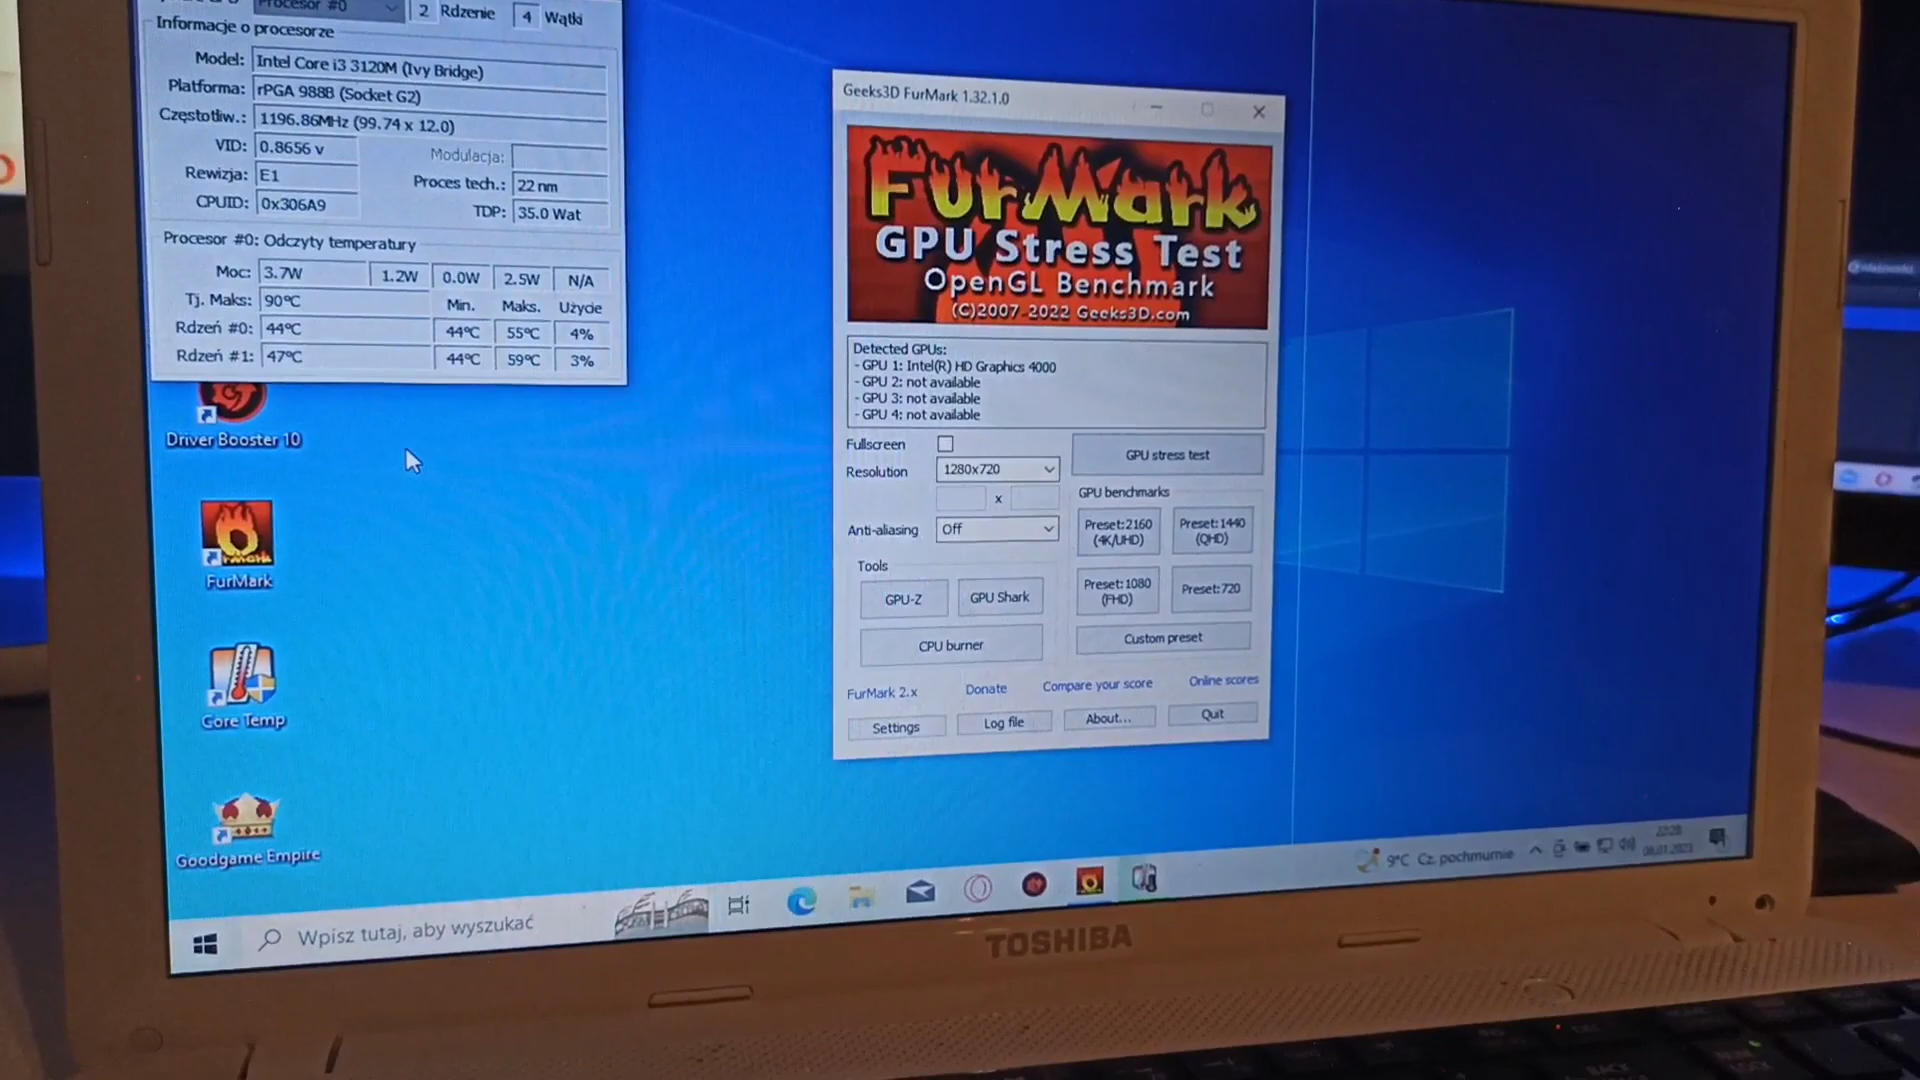 Procesor #0 2 Rdzenie 4 Wątki
Informacje o procesorze
Model: Intel Core i3 3120M (Ivy Bridge)
Platforma: rPGA 988B (Socket G2)
Częstotliw.: 1196.86MHz (99.74 x 12.0)
VID: 0.8656 v Modulacja:
Rewizja: E1 Proces tech.: 22 nm
CPUID: 0x306A9 TDP: 35.0 Wat
Procesor #0: Odczyty temperatury
Moc: 3.7W 1.2W 0.0W 2.5W N/A
Tj. Maks: 90°C Min. Maks. Użycie
Rdzeń #0: 44°C 44°C 55°C 4%
Rdzeń #1: 47°C 44°C 59°C 3%
Driver Booster 10
FurMark
Core Temp
Goodgame Empire
Geeks3D FurMark 1.32.1.0
FurMark
GPU Stress Test
OpenGL Benchmark
(C)2007-2022 Geeks3D.com
Detected GPUs:
- GPU 1: Intel(R) HD Graphics 4000
- GPU 2: not available
- GPU 3: not available
- GPU 4: not available
Fullscreen
Resolution 1280x720
x
Anti-aliasing Off
GPU stress test
GPU benchmarks
Preset:2160
(4K/UHD)
Preset:1440
(QHD)
Preset:1080
(FHD)
Preset:720
Custom preset
Tools
GPU-Z GPU Shark
CPU burner
FurMark 2.x Donate Compare your score Online scores
Settings Log file About... Quit
Wpisz tutaj, aby wyszukać
9°C Cz. pochmurnie
22:28
08.01.2023
TOSHIBA